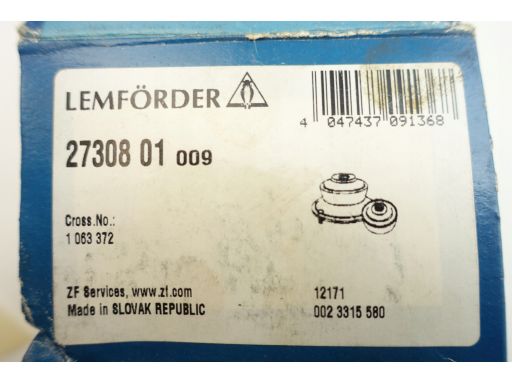 LEMFÖRDER
4 047437 091368
27308 01 009
Cross.No.:
1 063 372
ZF Services, www.zf.com
Made in SLOVAK REPUBLIC
12171
002 3315 580